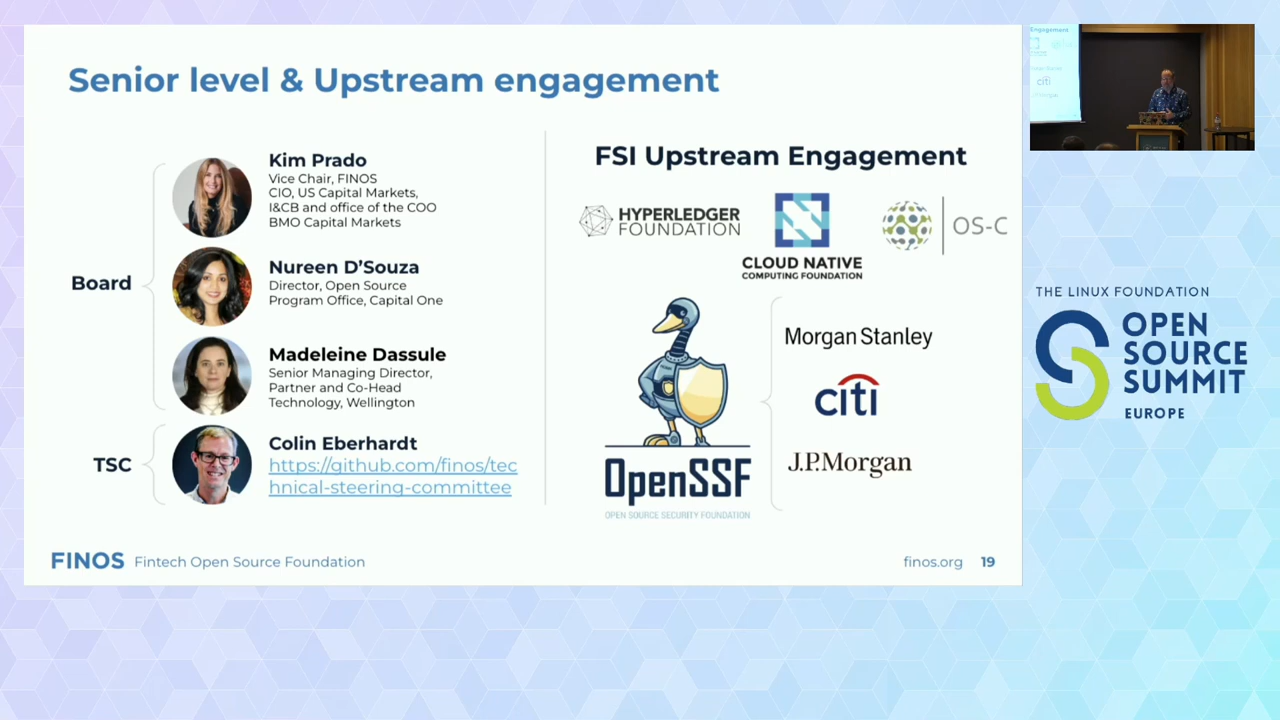 Senior level & Upstream engagement
Board
Kim Prado
Vice Chair, FINOS
CIO, US Capital Markets,
I&CB and office of the COO
BMO Capital Markets
Nureen D’Souza
Director, Open Source
Program Office, Capital One
Madeleine Dassule
Senior Managing Director,
Partner and Co-Head
Technology, Wellington
TSC
Colin Eberhardt
https://github.com/finos/tec
hnical-steering-committee
FSI Upstream Engagement
HYPERLEDGER
FOUNDATION
CLOUD NATIVE
COMPUTING FOUNDATION
OS-C
OpenSSF
OPEN SOURCE SECURITY FOUNDATION
Morgan Stanley
citi
J.P.Morgan
FINOS Fintech Open Source Foundation
finos.org 19
Engagement
citi
THE LINUX FOUNDATION
OPEN
SOURCE
SUMMIT
EUROPE